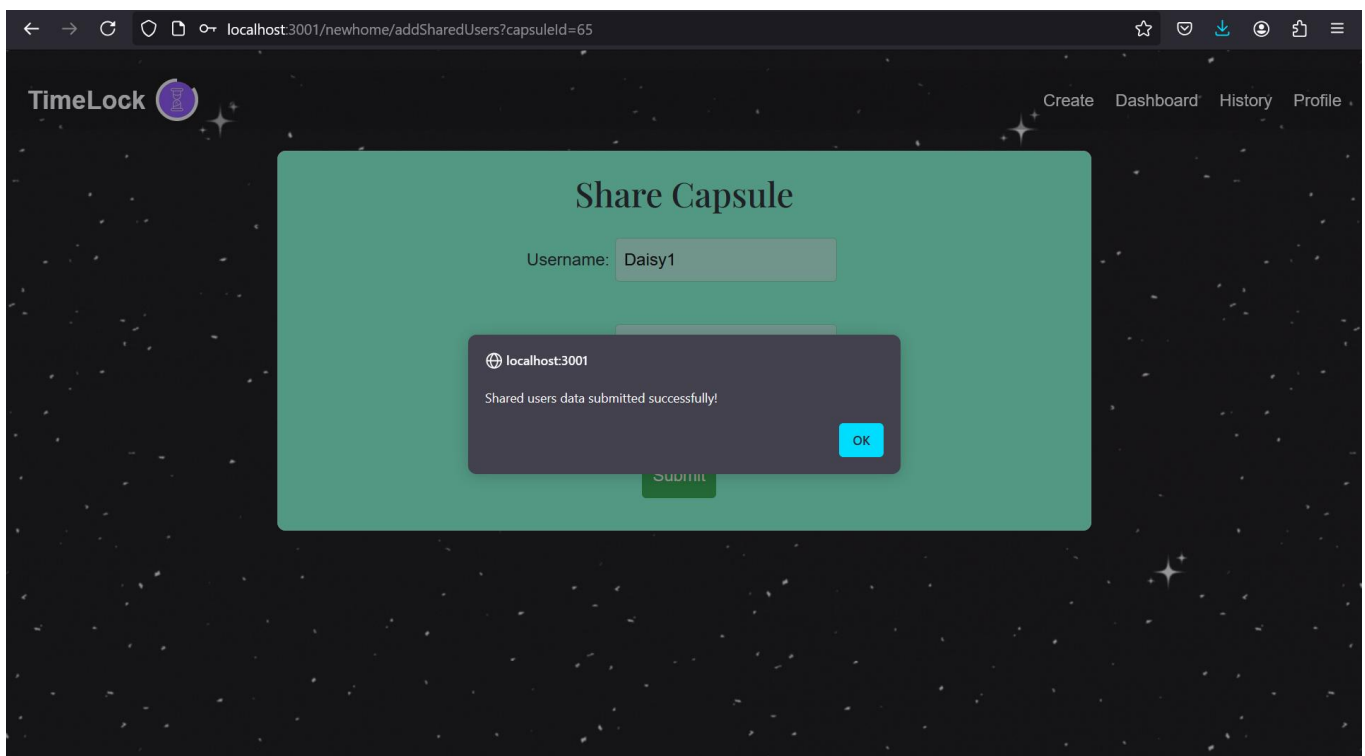 localhost:3001/newhome/addSharedUsers?capsuleId=65
TimeLock
Create Dashboard History Profile
Share Capsule
Username: Daisy1
localhost:3001
Shared users data submitted successfully!
OK
Submit